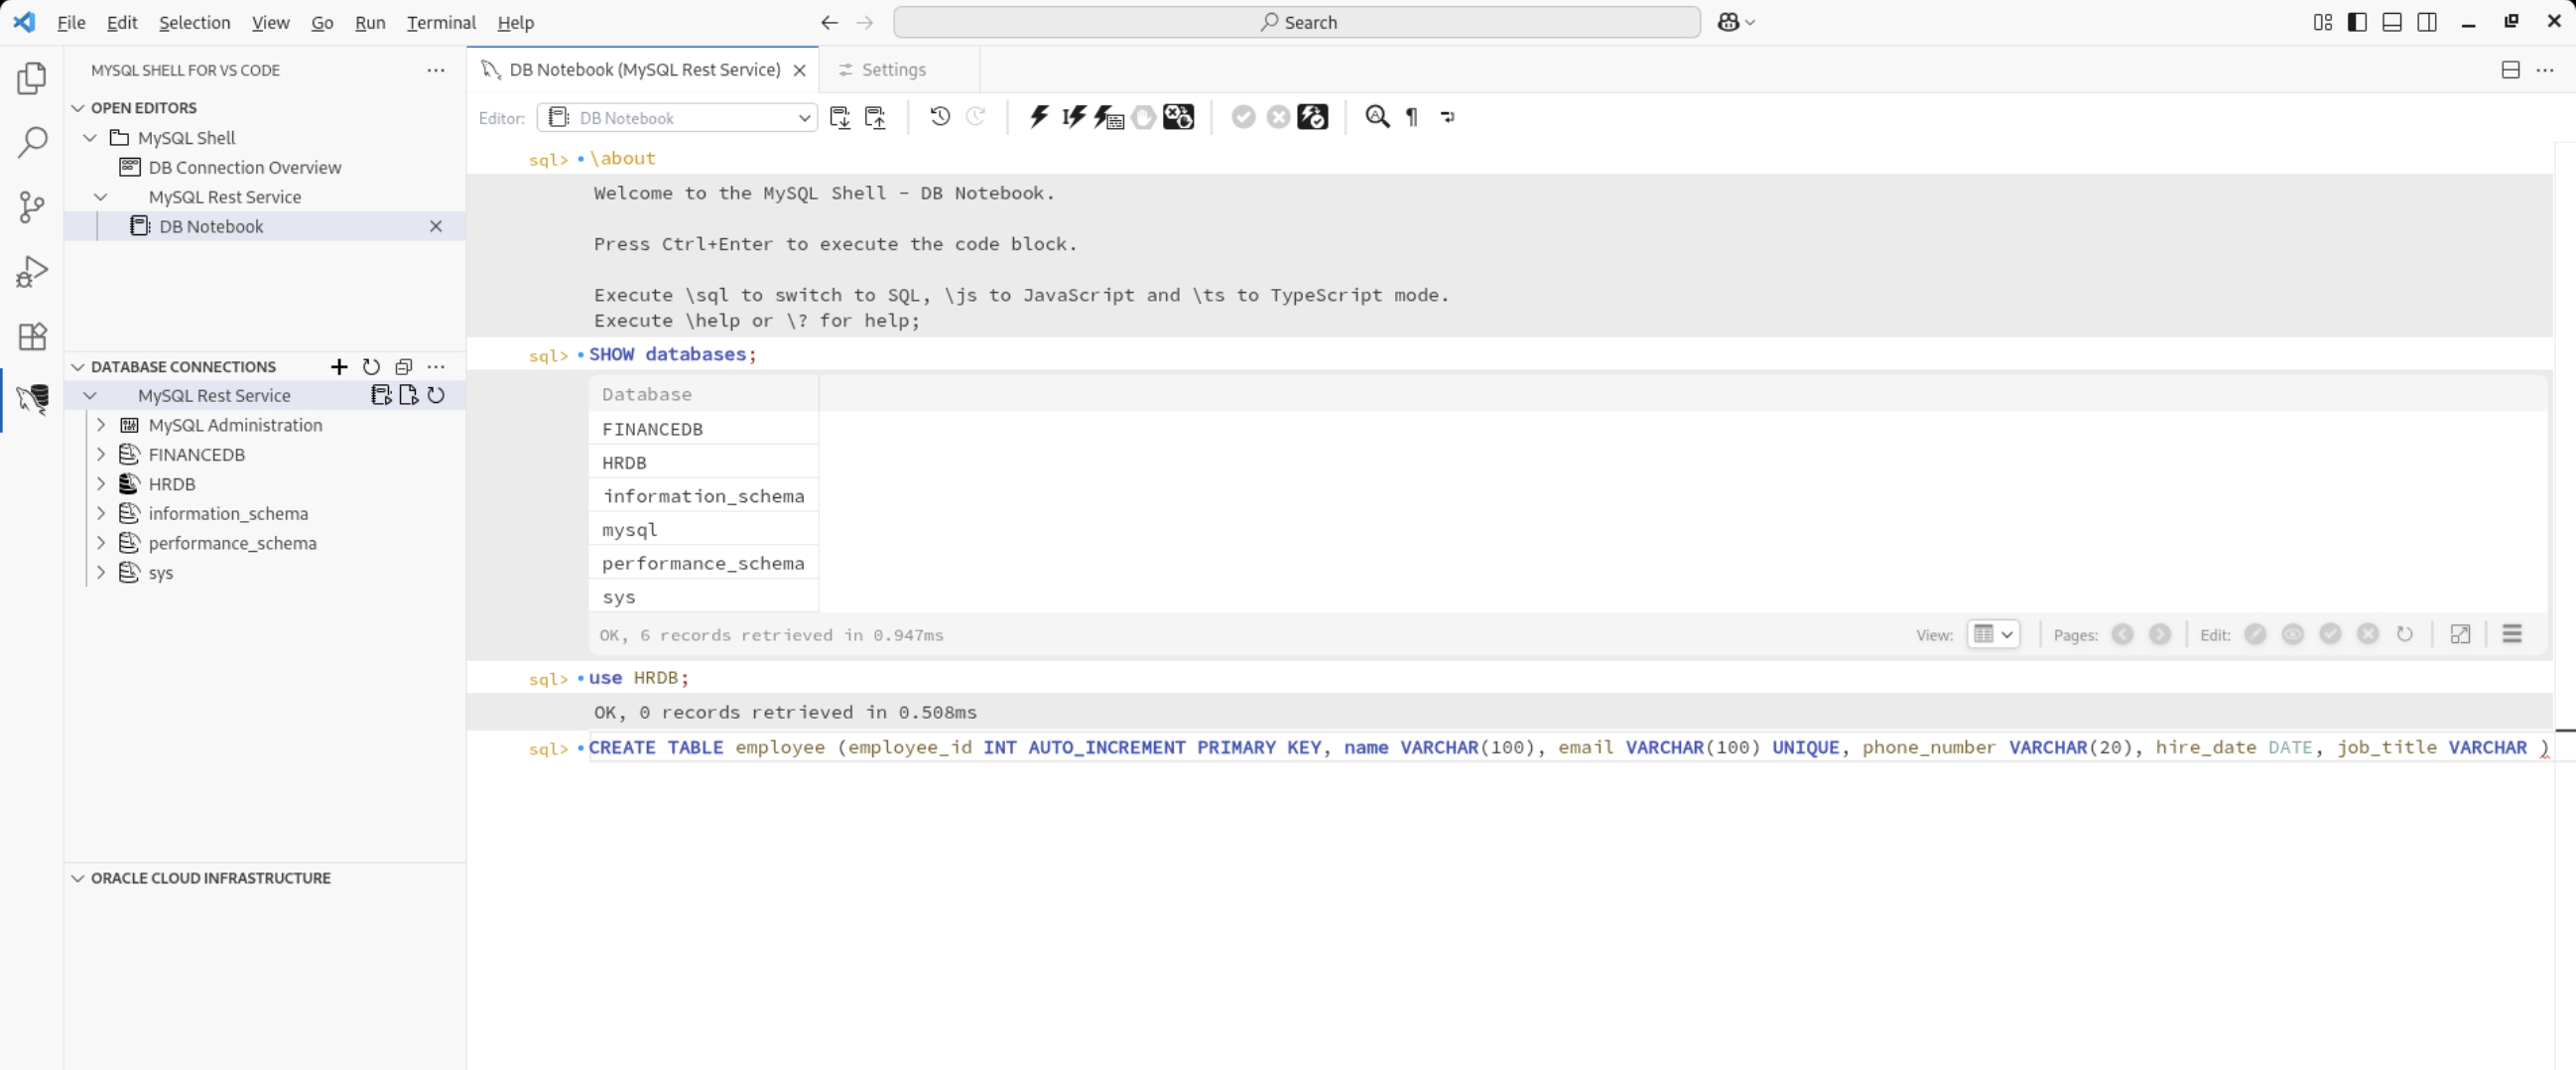 File Edit Selection View Go Run Terminal Help Search
MYSQL SHELL FOR VS CODE
OPEN EDITORS
MySQL Shell
DB Connection Overview
MySQL Rest Service
DB Notebook
DATABASE CONNECTIONS
MySQL Rest Service
MySQL Administration
FINANCEDB
HRDB
information_schema
performance_schema
sys
ORACLE CLOUD INFRASTRUCTURE
DB Notebook (MySQL Rest Service) Settings
Editor: DB Notebook
sql> \about
Welcome to the MySQL Shell - DB Notebook.
Press Ctrl+Enter to execute the code block.
Execute \sql to switch to SQL, \js to JavaScript and \ts to TypeScript mode.
Execute \help or \? for help;
sql> SHOW databases;
Database
FINANCEDB
HRDB
information_schema
mysql
performance_schema
sys
OK, 6 records retrieved in 0.947ms View: Pages: Edit:
sql> use HRDB;
OK, 0 records retrieved in 0.508ms
sql> CREATE TABLE employee (employee_id INT AUTO_INCREMENT PRIMARY KEY, name VARCHAR(100), email VARCHAR(100) UNIQUE, phone_number VARCHAR(20), hire_date DATE, job_title VARCHAR )